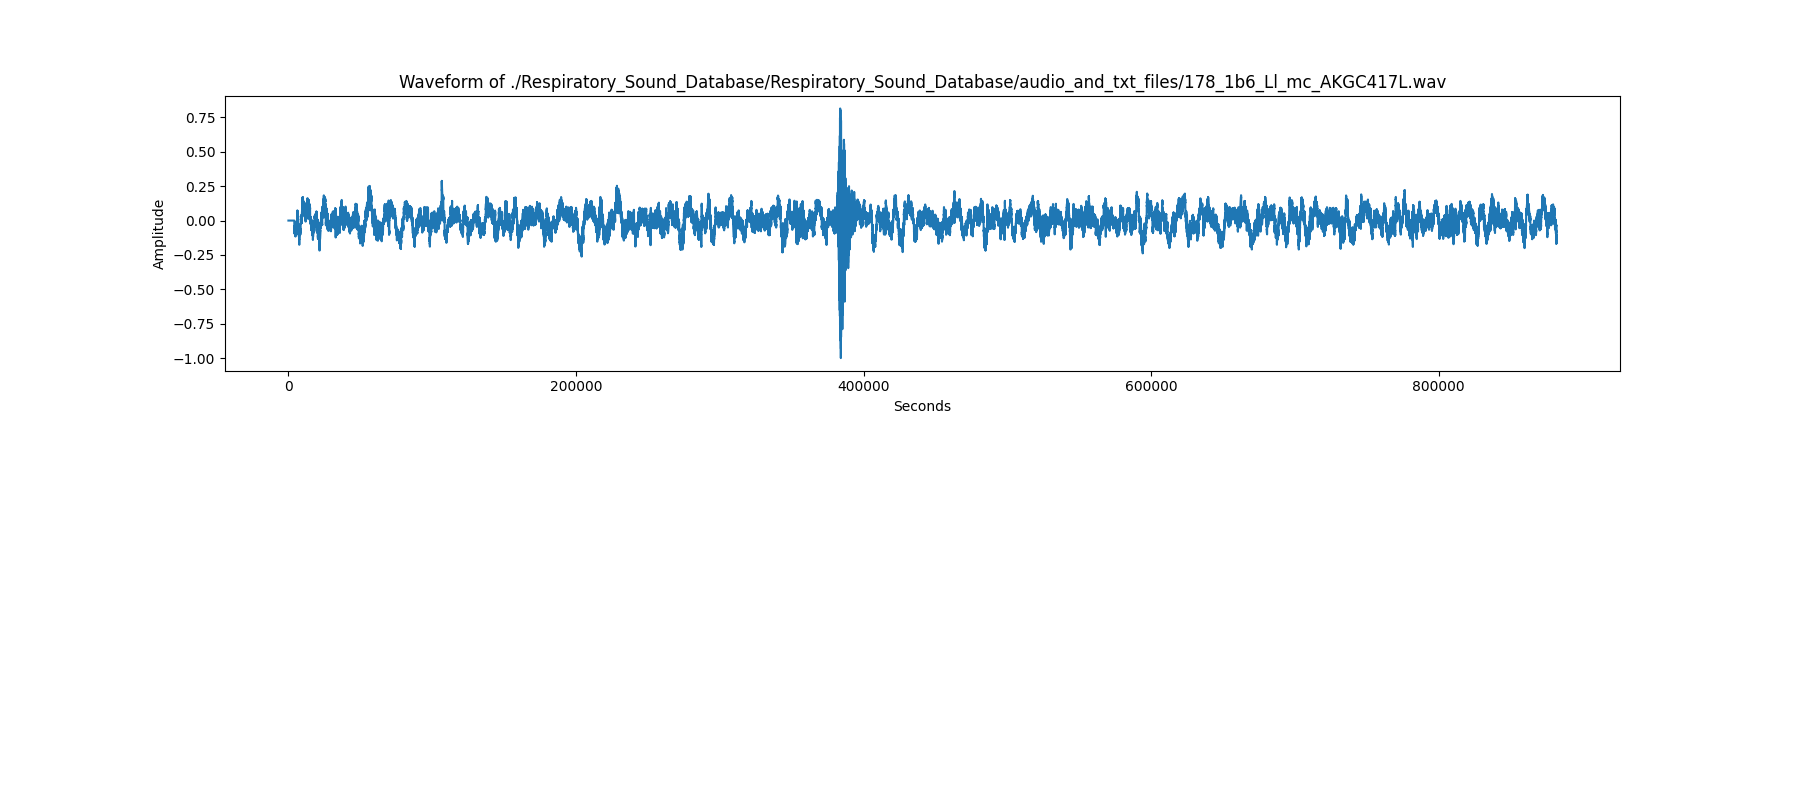 Waveform of ./Respiratory_Sound_Database/Respiratory_Sound_Database/audio_and_txt_files/178_1b6_Ll_mc_AKGC417L.wav
0.75
0.50
0.25
0.00
−0.25
−0.50
−0.75
−1.00
Amplitude
0 200000 400000 600000 800000
Seconds